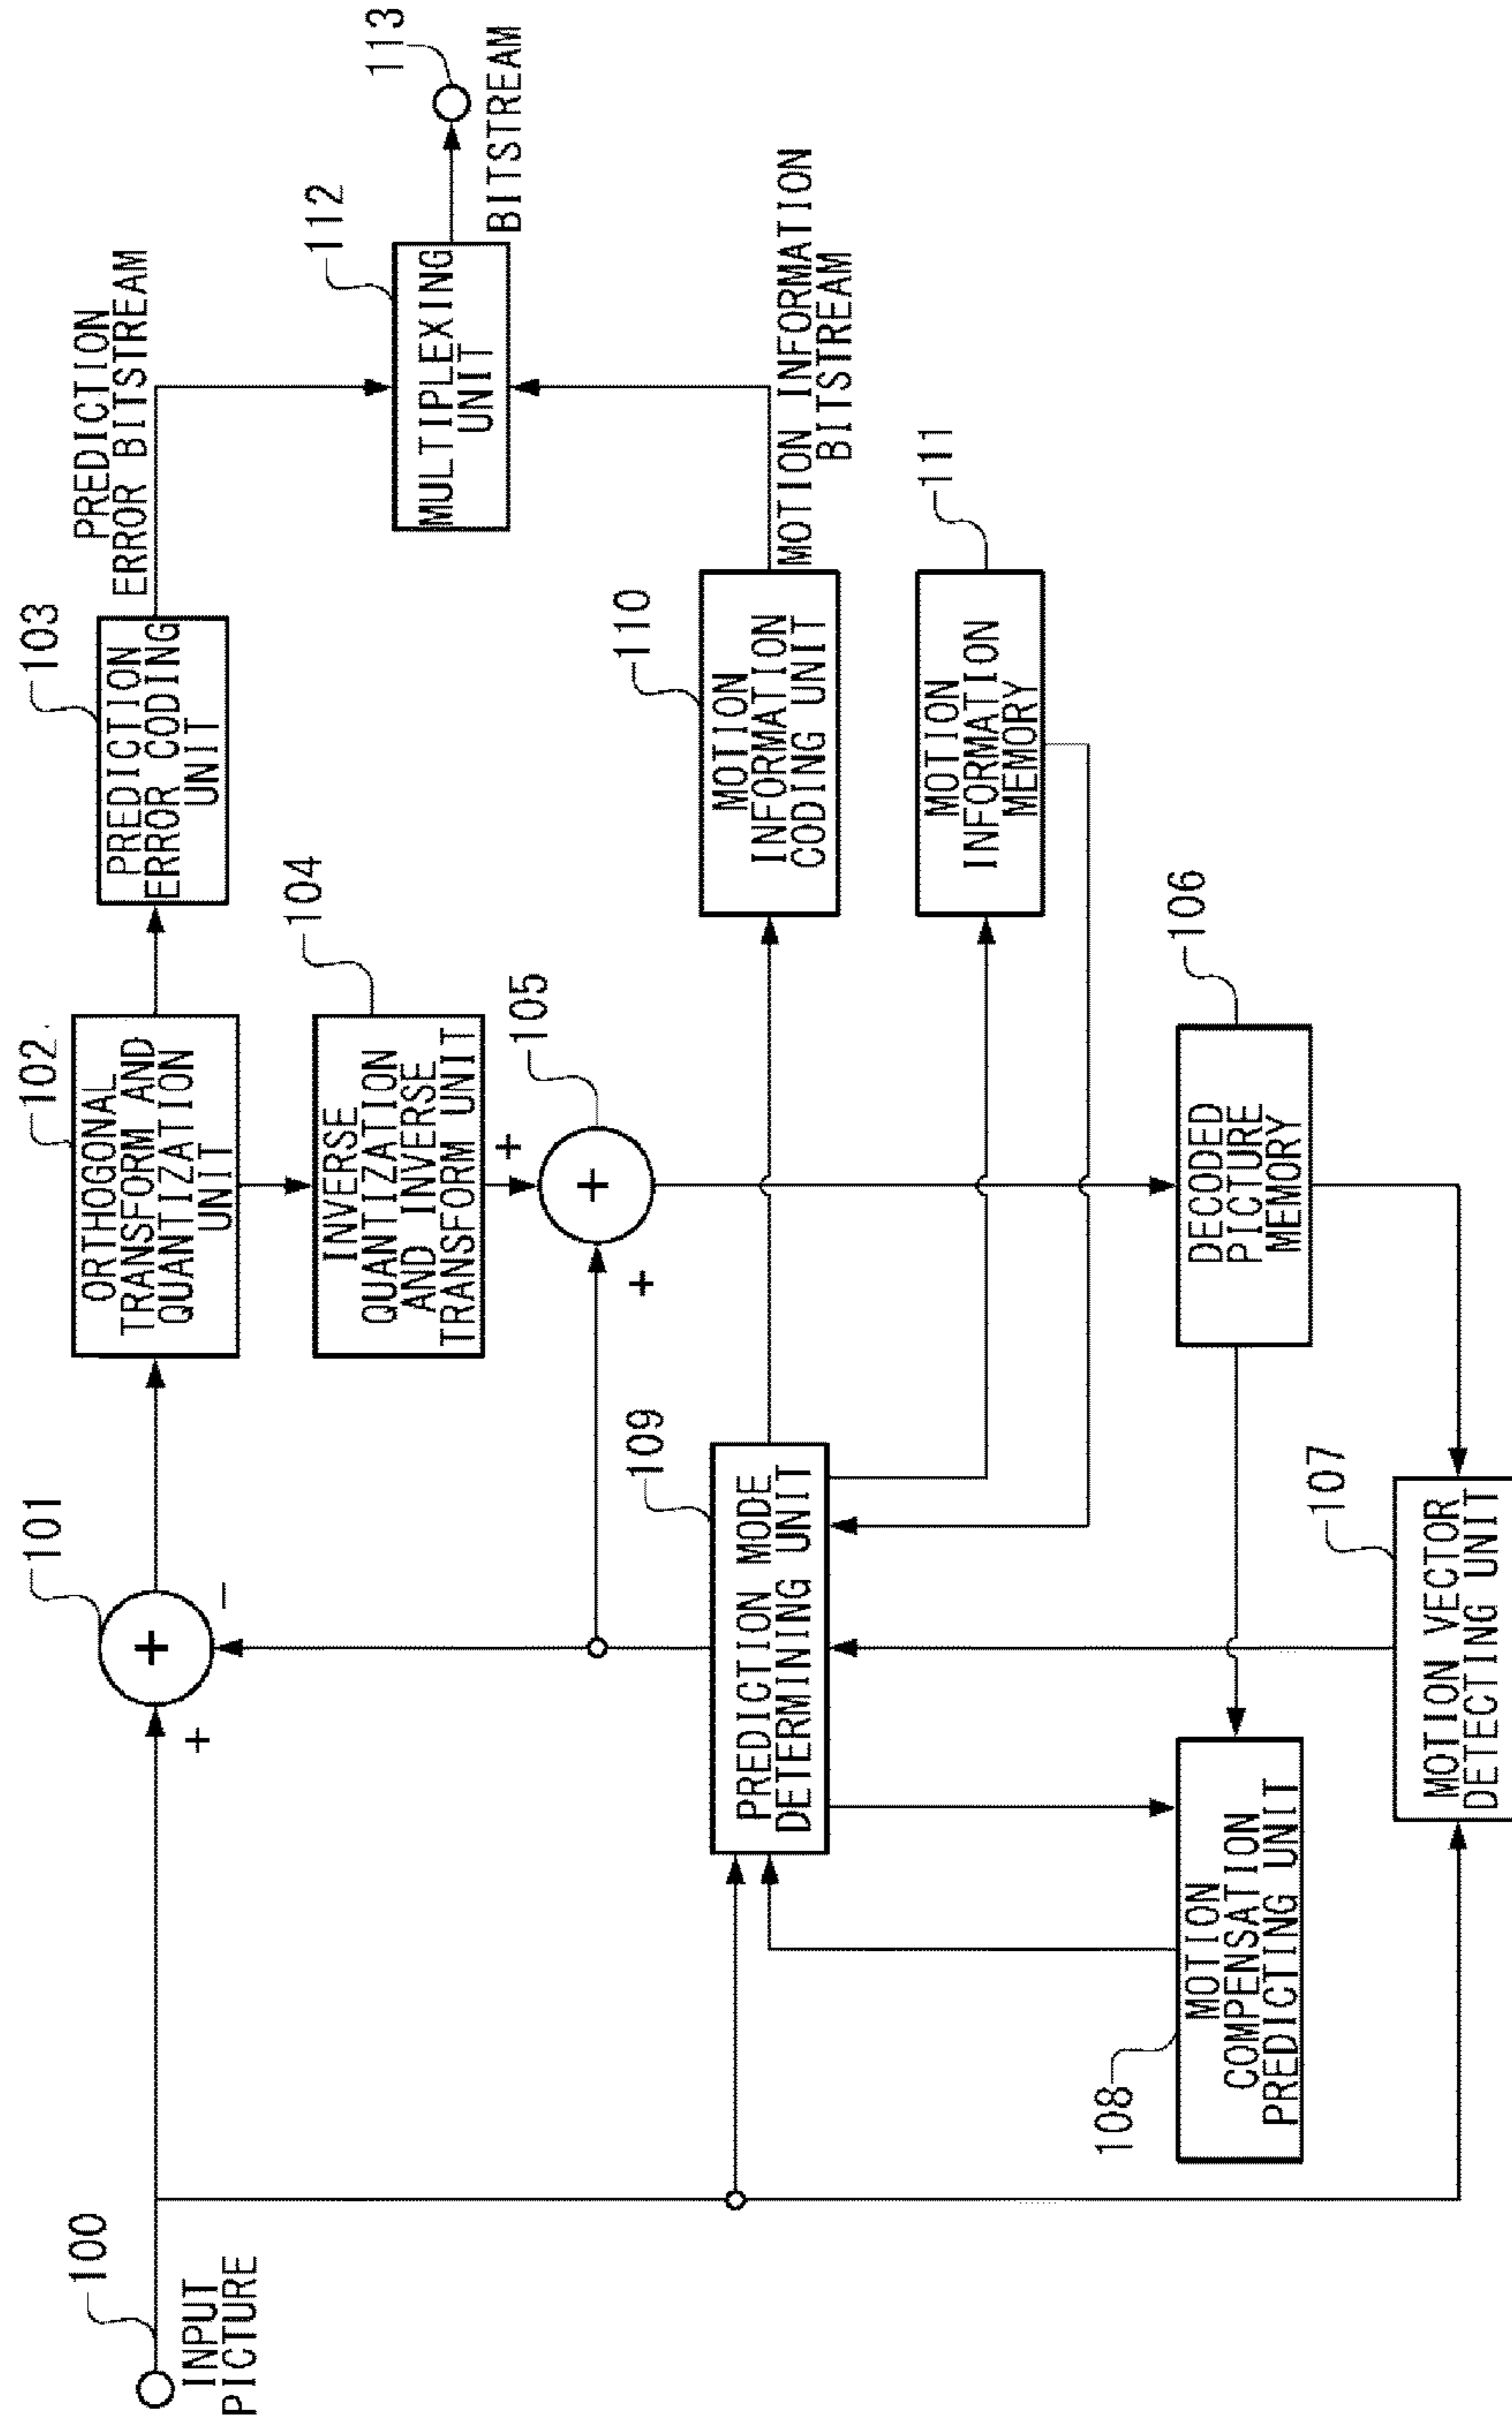 100
INPUT
PICTURE
101
+
+
-
102
ORTHOGONAL
TRANSFORM AND
QUANTIZATION
UNIT
103
PREDICTION
ERROR CODING
UNIT
PREDICTION
ERROR BITSTREAM
104
INVERSE
QUANTIZATION
AND INVERSE
TRANSFORM UNIT
+
105
+
+
112
MULTIPLEXING
UNIT
113
BITSTREAM
109
PREDICTION MODE
DETERMINING UNIT
110
MOTION
INFORMATION
CODING UNIT
MOTION INFORMATION
BITSTREAM
111
MOTION
INFORMATION
MEMORY
108
MOTION
COMPENSATION
PREDICTING UNIT
106
DECODED
PICTURE
MEMORY
107
MOTION VECTOR
DETECTING UNIT